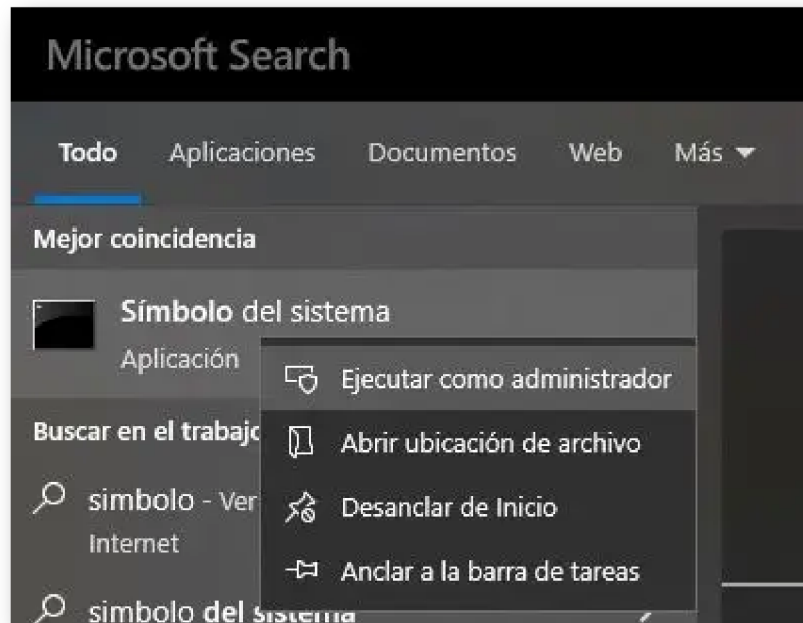 Microsoft Search
Todo Aplicaciones Documentos Web Más
Mejor coincidencia
Símbolo del sistema
Aplicación
Ejecutar como administrador
Abrir ubicación de archivo
Desanclar de Inicio
Anclar a la barra de tareas
Buscar en el trabajo
simbolo - Ver
Internet
simbolo del sistema